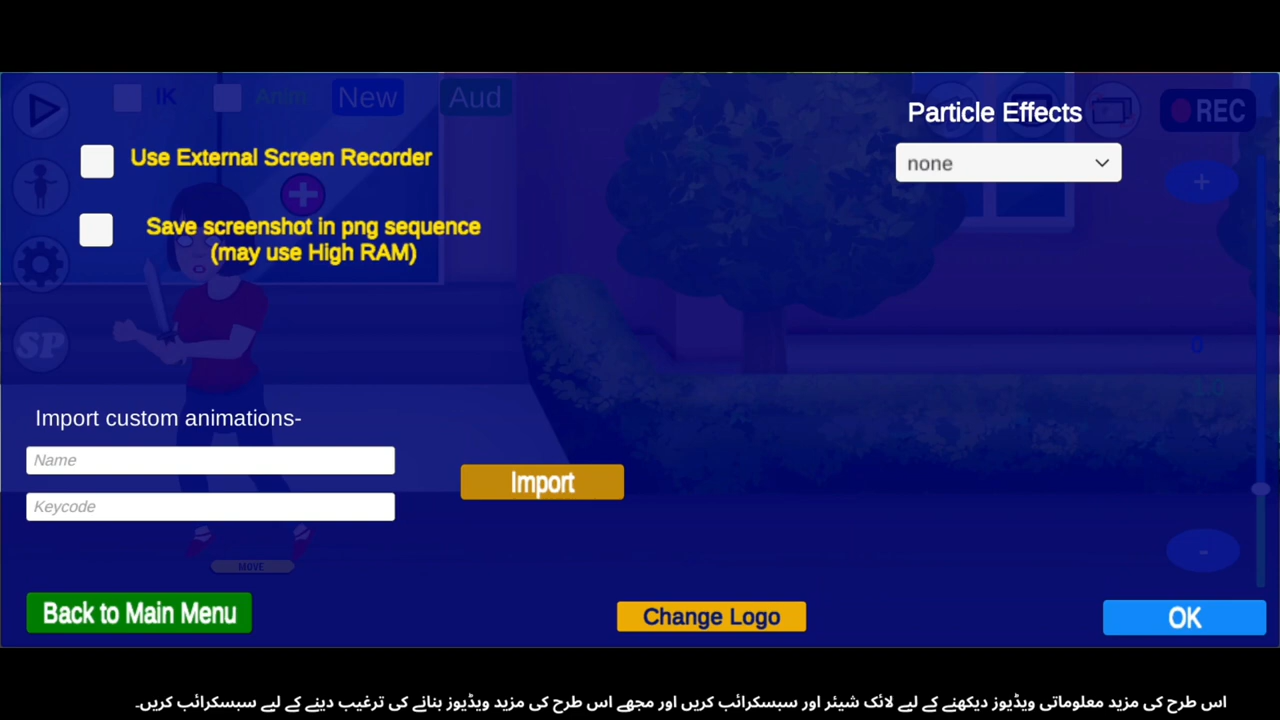 IK
Anim
New
Aud
REC
Particle Effects
none
Use External Screen Recorder
Save screenshot in png sequence
(may use High RAM)
+
SP
0
Import custom animations-
Name
Keycode
Import
-
MOVE
Back to Main Menu
Change Logo
OK
اس طرح کی مزید معلوماتی ویڈیوز دیکھنے کے لیے لائک شیئر اور سبسکرائب کریں اور مجھے اس طرح کی مزید ویڈیوز بنانے کی ترغیب دینے کے لیے سبسکرائب کریں۔